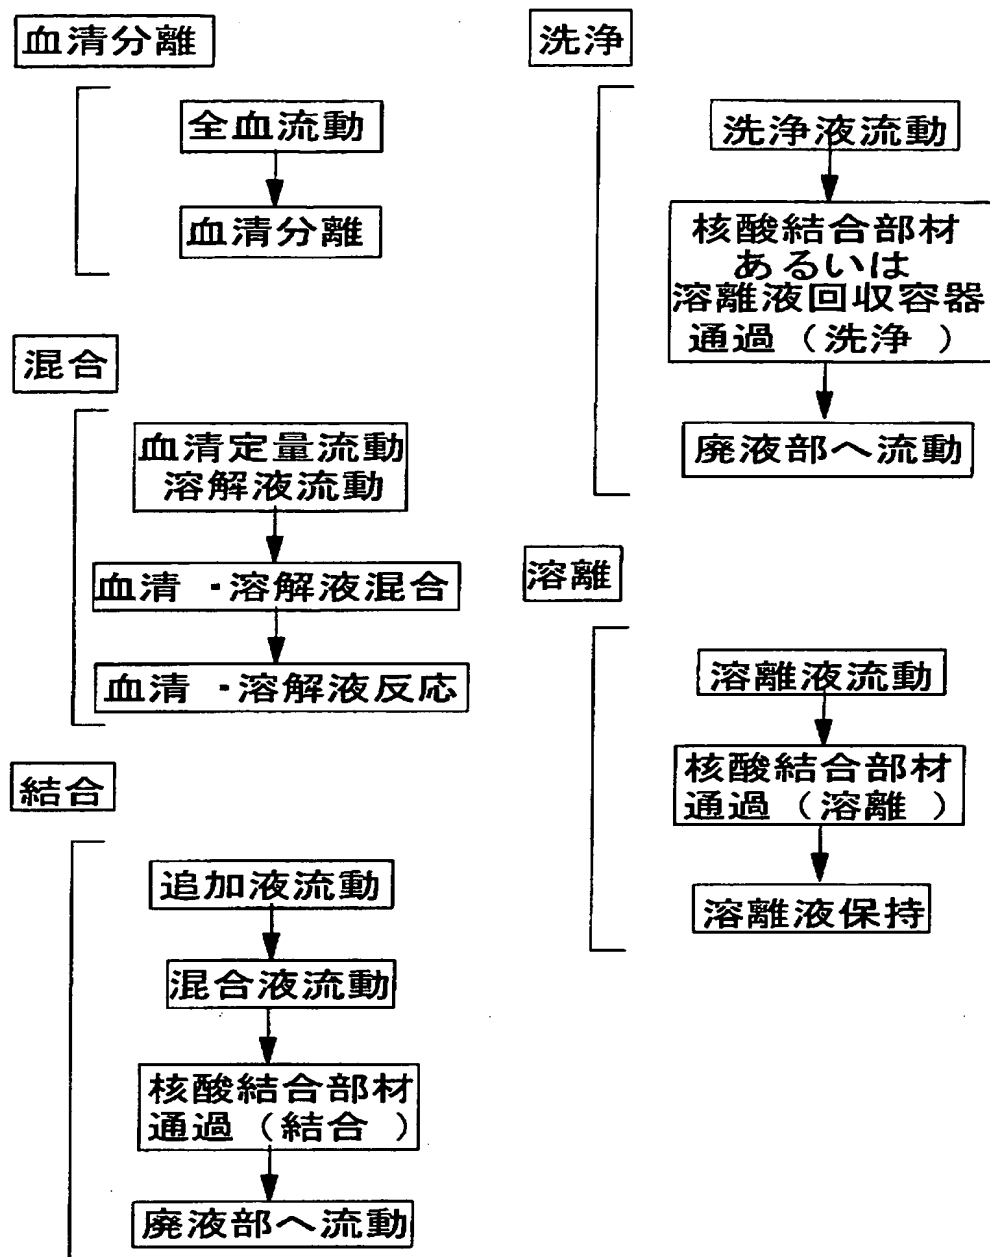 血清分離
全血流動
血清分離
混合
血清定量流動
溶解液流動
血清・溶解液混合
血清・溶解液反応
結合
追加液流動
混合液流動
核酸結合部材
通過(結合)
廃液部へ流動
洗浄
洗浄液流動
核酸結合部材
あるいは
溶離液回収容器
通過(洗浄)
廃液部へ流動
溶離
溶離液流動
核酸結合部材
通過(溶離)
溶離液保持